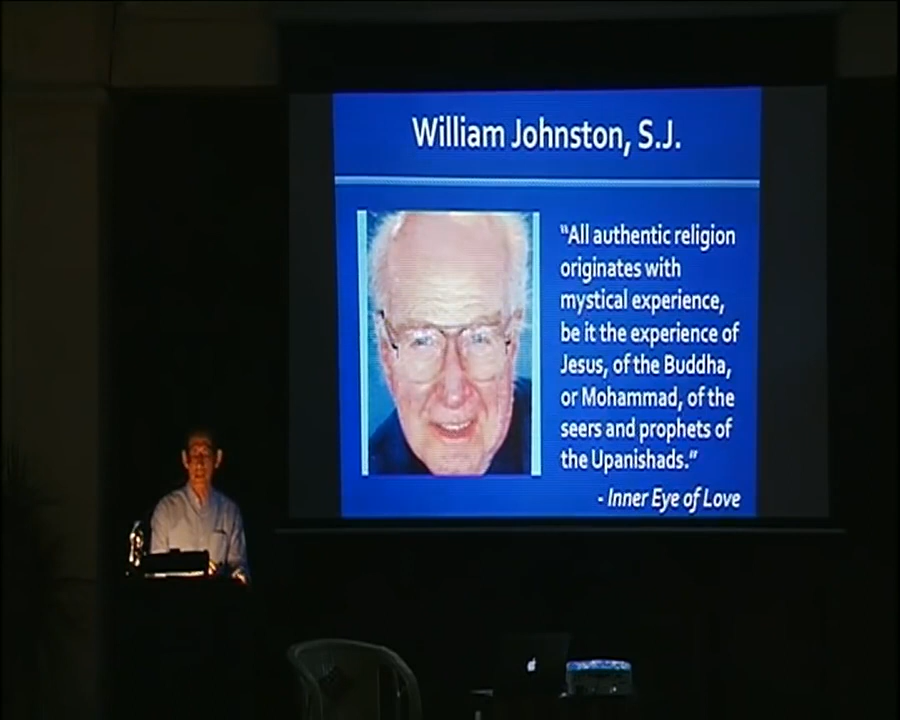 William Johnston, S.J.
“All authentic religion
originates with
mystical experience,
be it the experience of
Jesus, of the Buddha,
or Mohammad, of the
seers and prophets of
the Upanishads.”
- Inner Eye of Love